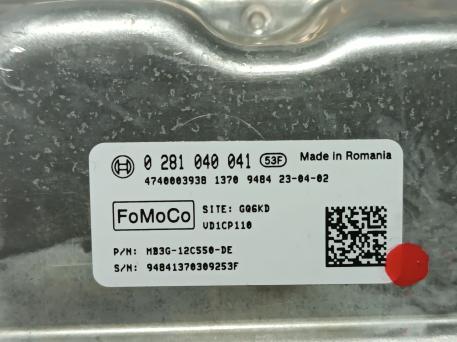 0 281 040 041 53F Made in Romania
4740003938 1370 9484 23-04-02
FoMoCo
SITE: GQ6KD
VD1CP110
P/N: MB3G-12C550-DE
S/N: 94841370309253F